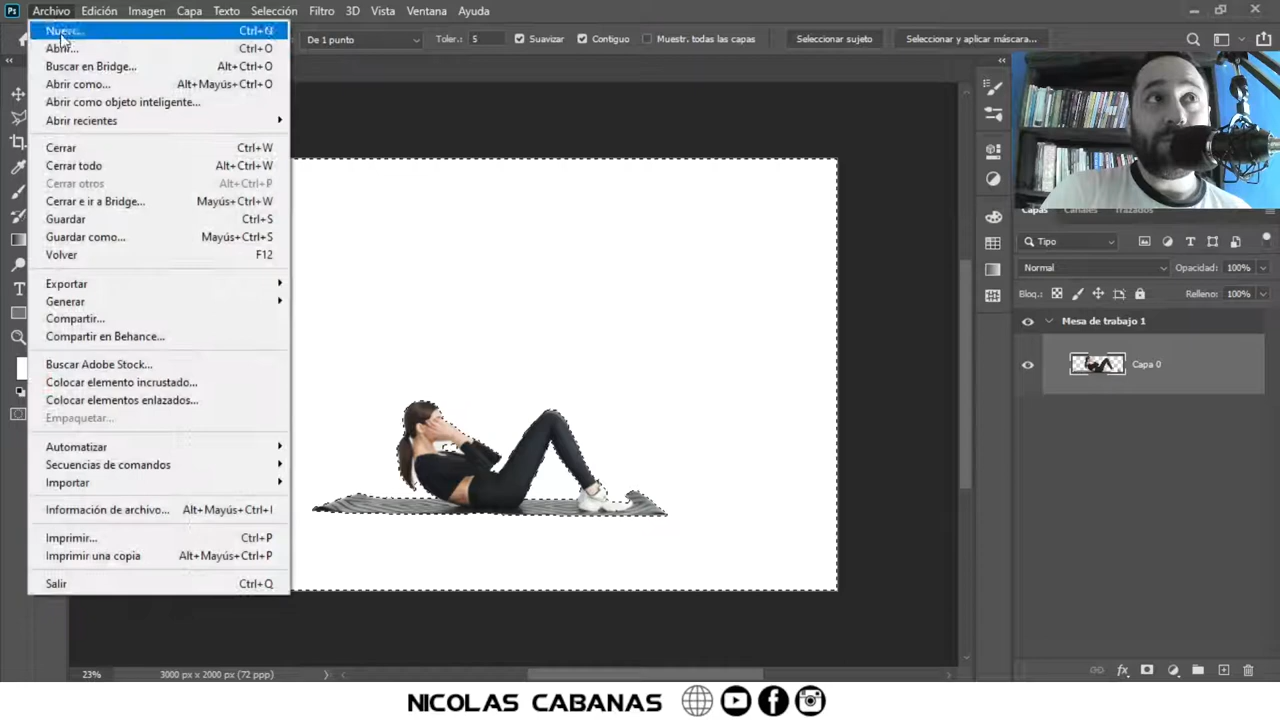 Ps Archivo Edición Imagen Capa Texto Selección Filtro 3D Vista Ventana Ayuda
De 1 punto Toler.: 5 Suavizar Contiguo Muestr. todas las capas Seleccionar sujeto Seleccionar y aplicar máscara...
Ctrl+N
Abrir... Ctrl+O
Buscar en Bridge... Alt+Ctrl+O
Abrir como... Alt+Mayús+Ctrl+O
Abrir como objeto inteligente...
Abrir recientes
Cerrar Ctrl+W
Cerrar todo Alt+Ctrl+W
Cerrar otros Alt+Ctrl+P
Cerrar e ir a Bridge... Mayús+Ctrl+W
Guardar Ctrl+S
Guardar como... Mayús+Ctrl+S
Volver F12
Exportar
Generar
Compartir...
Compartir en Behance...
Buscar Adobe Stock...
Colocar elemento incrustado...
Colocar elementos enlazados...
Empaquetar...
Automatizar
Secuencias de comandos
Importar
Información de archivo... Alt+Mayús+Ctrl+I
Imprimir... Ctrl+P
Imprimir una copia Alt+Mayús+Ctrl+P
Salir Ctrl+Q
Capas Canales Trazados
Tipo
Normal Opacidad: 100%
Bloq.: Relleno: 100%
Mesa de trabajo 1
Capa 0
23% 3000 px x 2000 px (72 ppp)
NICOLAS CABANAS